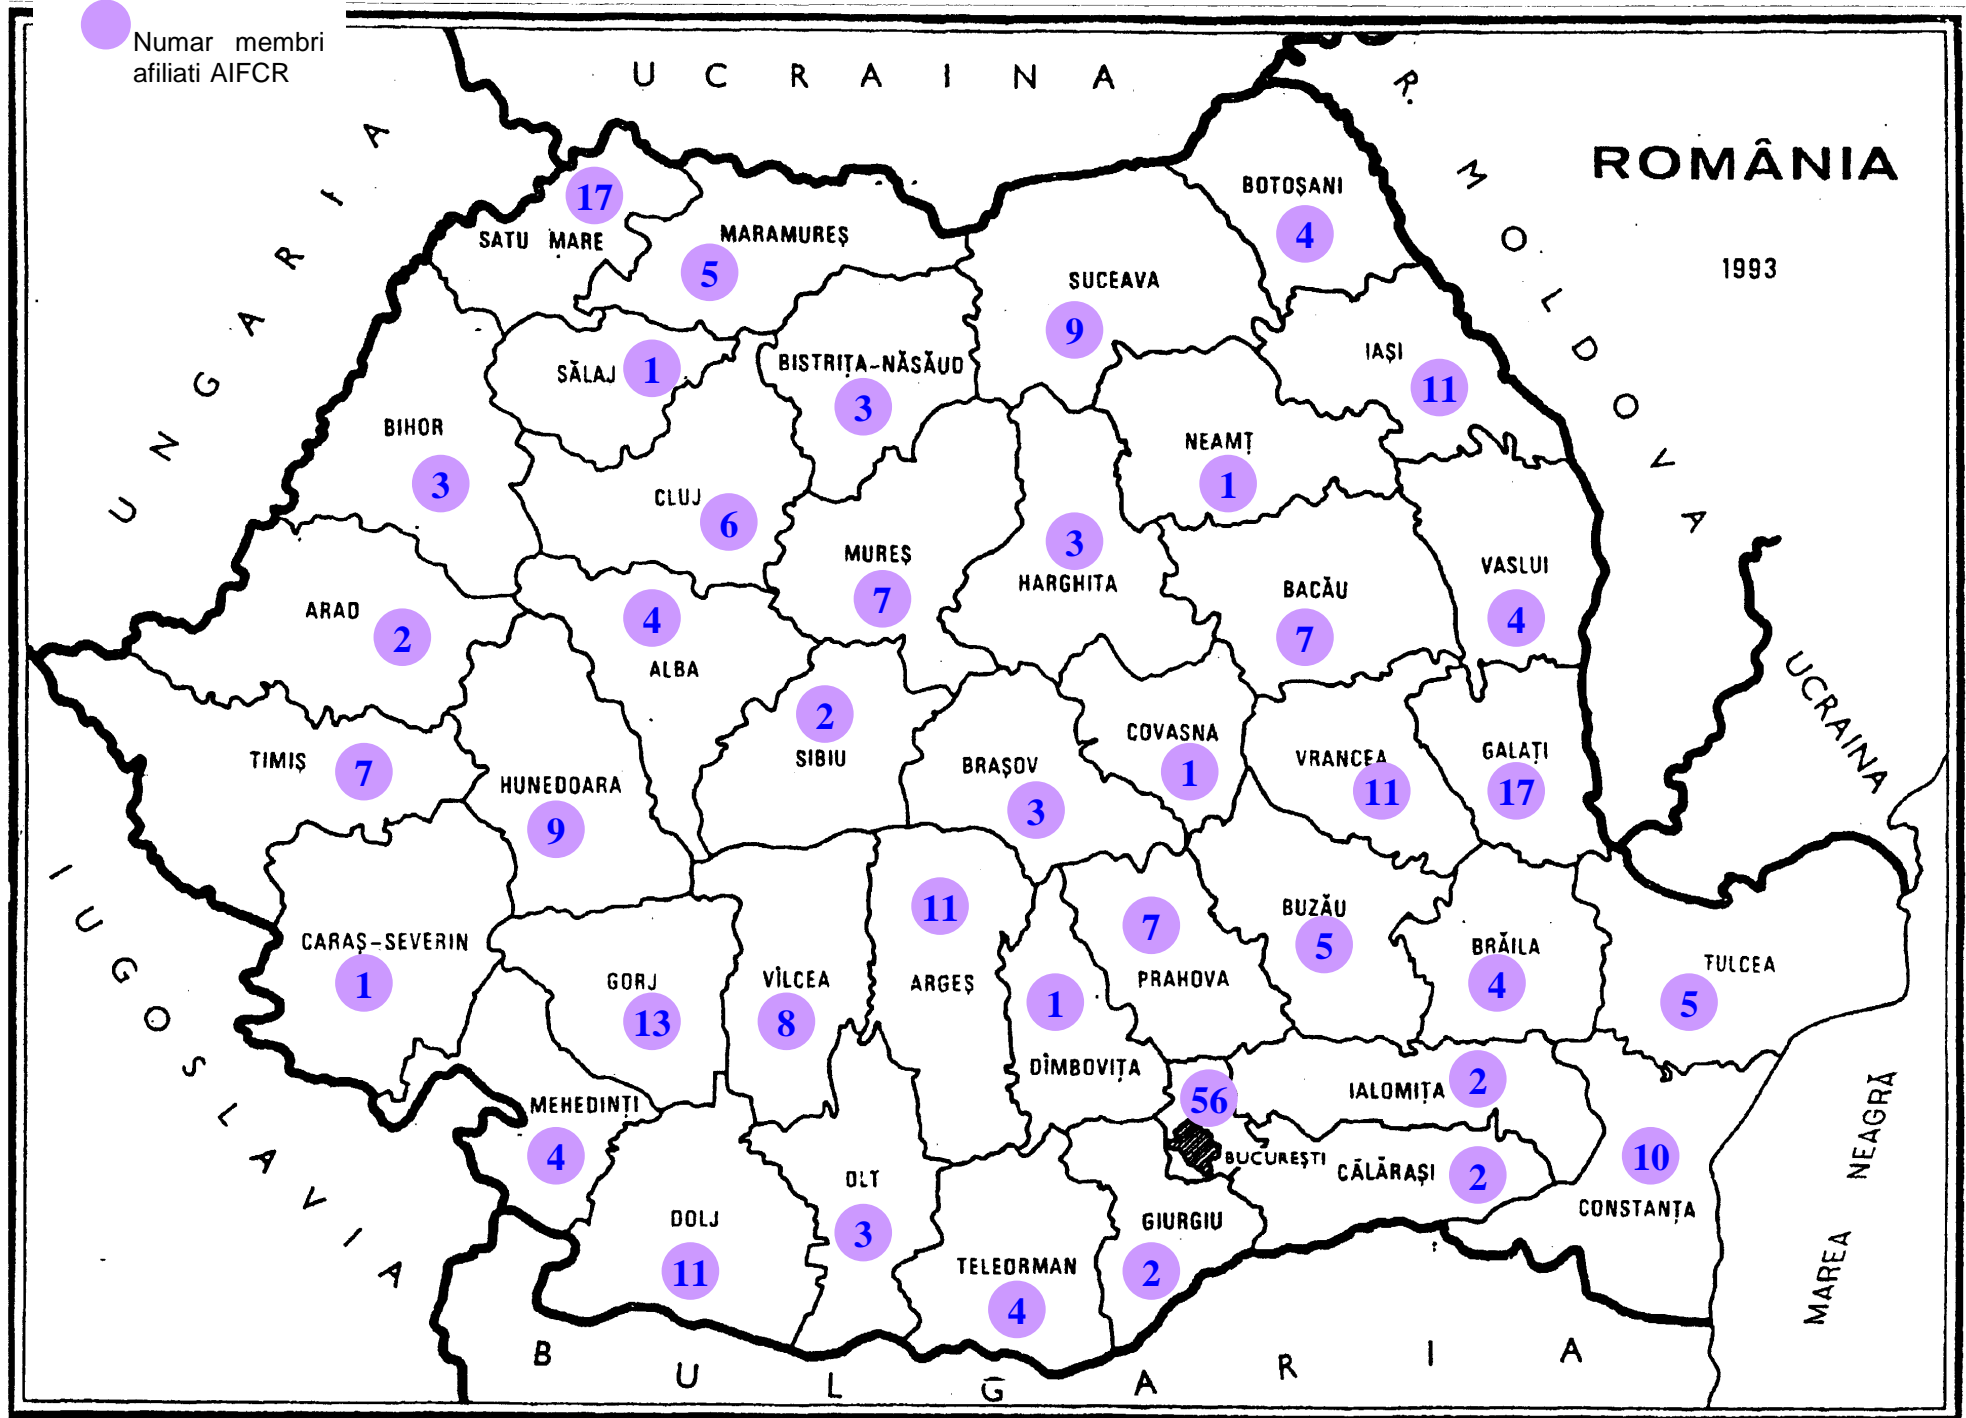 Numar membri
afiliati AIFCR
UCRAINA
R. MOLDOVA
UNGARIA
ROMÂNIA
1993
BOTOȘANI
4
17
SATU MARE
MARAMUREȘ
5
SUCEAVA
9
IAȘI
11
SĂLAJ 1
BISTRIȚA-NĂSĂUD
3
BIHOR
3
NEAMȚ
1
CLUJ
6
MUREȘ
7
3
HARGHITA
BACĂU
7
VASLUI
4
ARAD
2
4
ALBA
2
SIBIU
COVASNA
1
BRAȘOV
3
VRANCEA
11
GALAȚI
17
UCRAINA
TIMIȘ
7
HUNEDOARA
9
IUGOSLAVIA
CARAȘ-SEVERIN
1
GORJ
13
VÎLCEA
8
11
ARGEȘ
7
PRAHOVA
1
DÎMBOVIȚA
BUZĂU
5
BRĂILA
4
TULCEA
5
IALOMIȚA 2
56
BUCUREȘTI
CĂLĂRAȘI 2
10
CONSTANȚA
MEHEDINȚI
4
DOLJ
11
OLT
3
TELEORMAN
4
GIURGIU
2
MAREA NEAGRĂ
BULGARIA